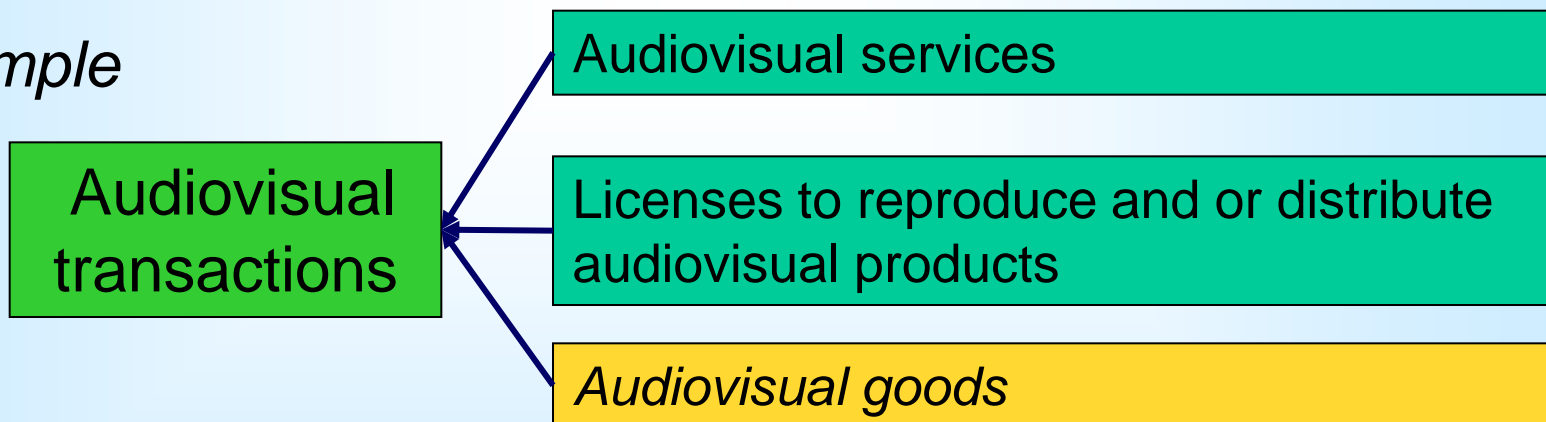 mple
Audiovisual services
Audiovisual
transactions
Licenses to reproduce and or distribute
audiovisual products
Audiovisual goods